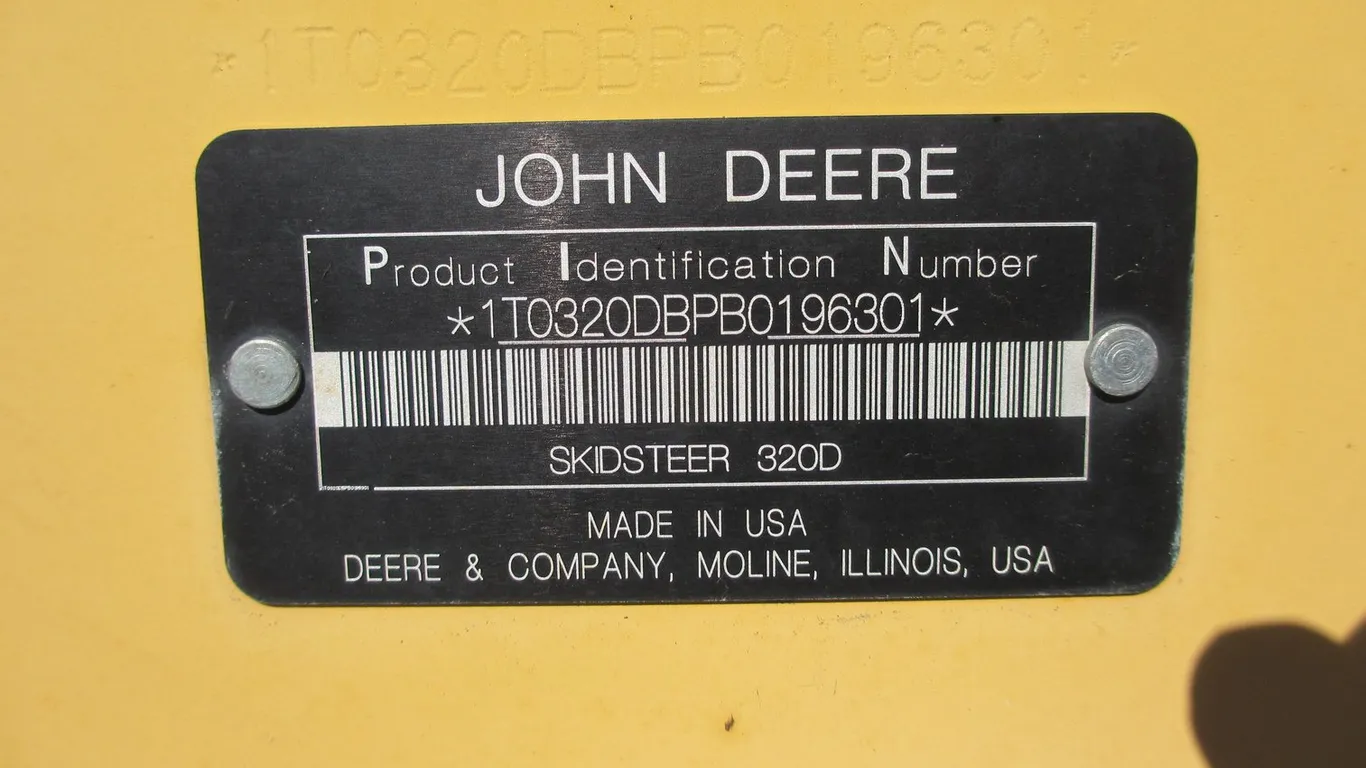 *1T0320DBPB0196301*
JOHN DEERE
Product Identification Number
*1T0320DBPB0196301*
SKIDSTEER 320D
MADE IN USA
DEERE & COMPANY, MOLINE, ILLINOIS, USA